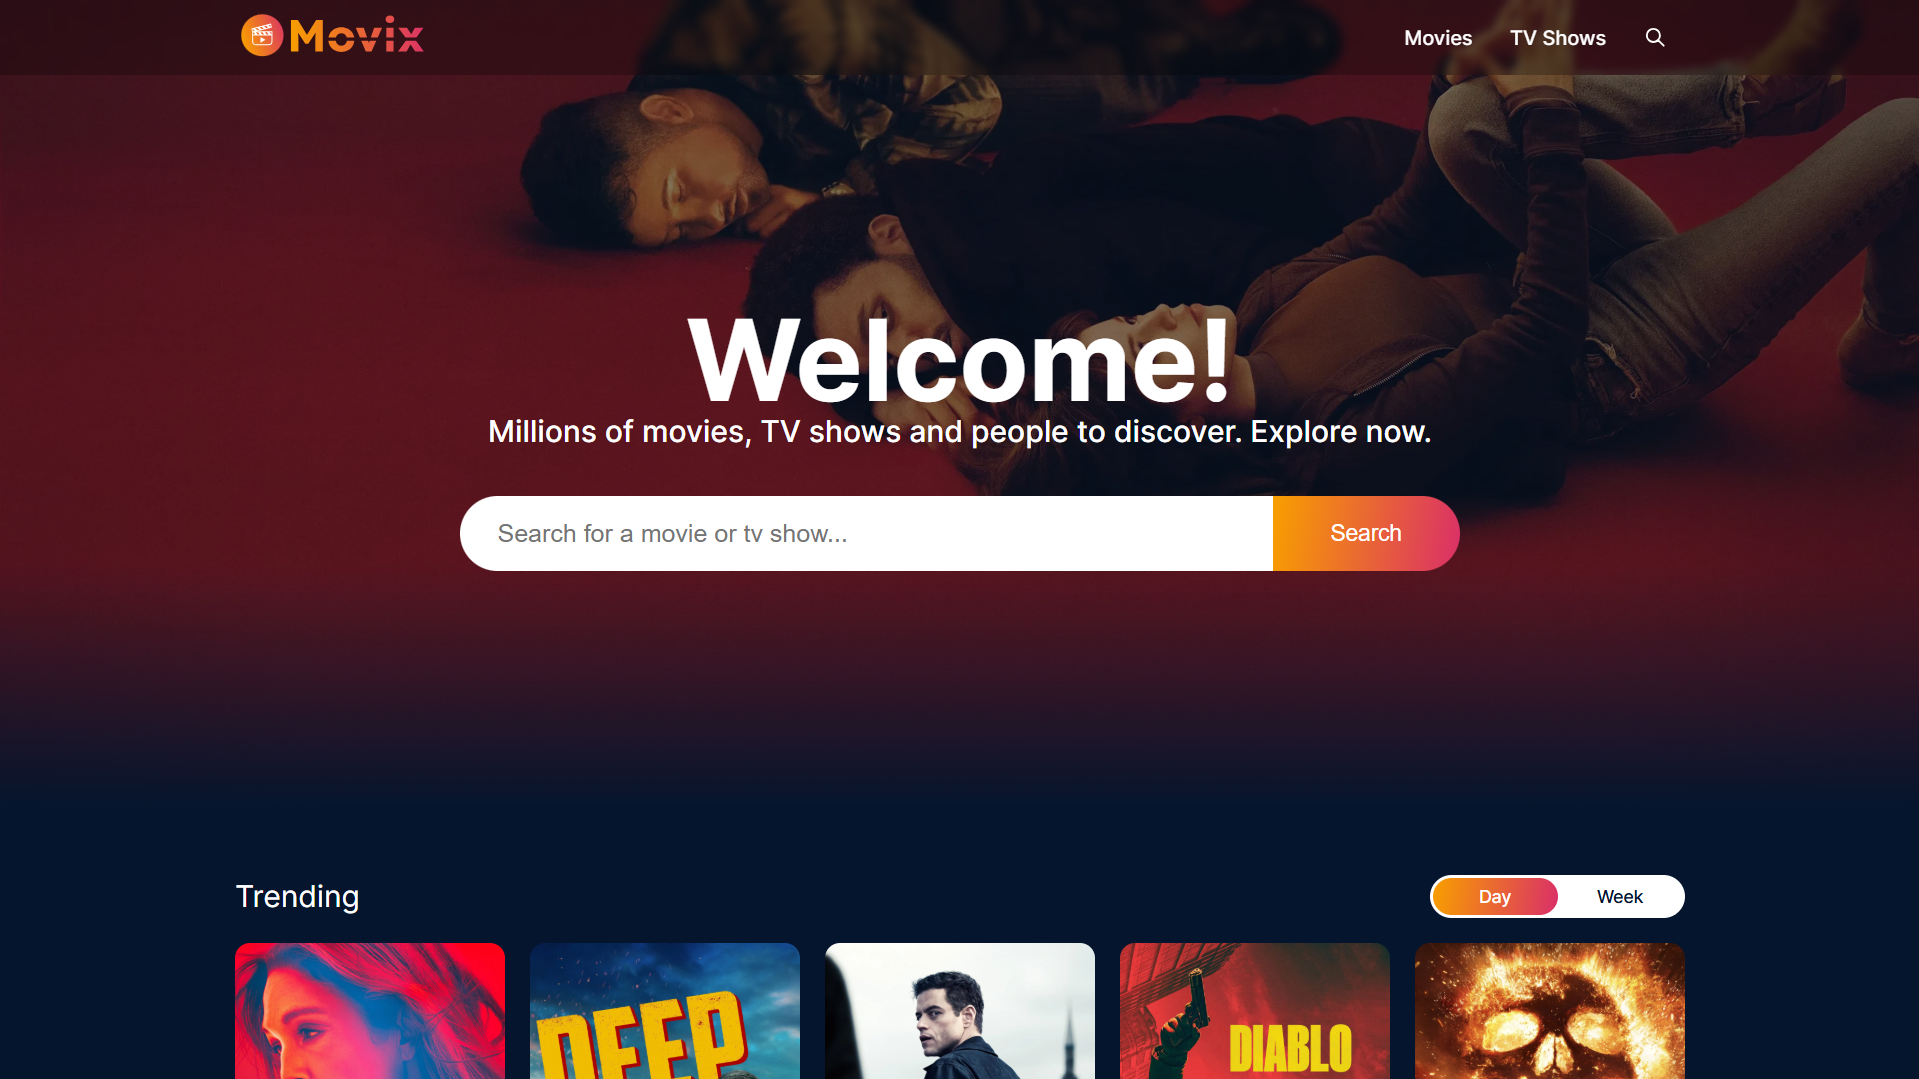 Movix
Movies
TV Shows
Welcome!
Millions of movies, TV shows and people to discover. Explore now.
Search for a movie or tv show...
Search
Trending
Day
Week
DEEP
DIABLO